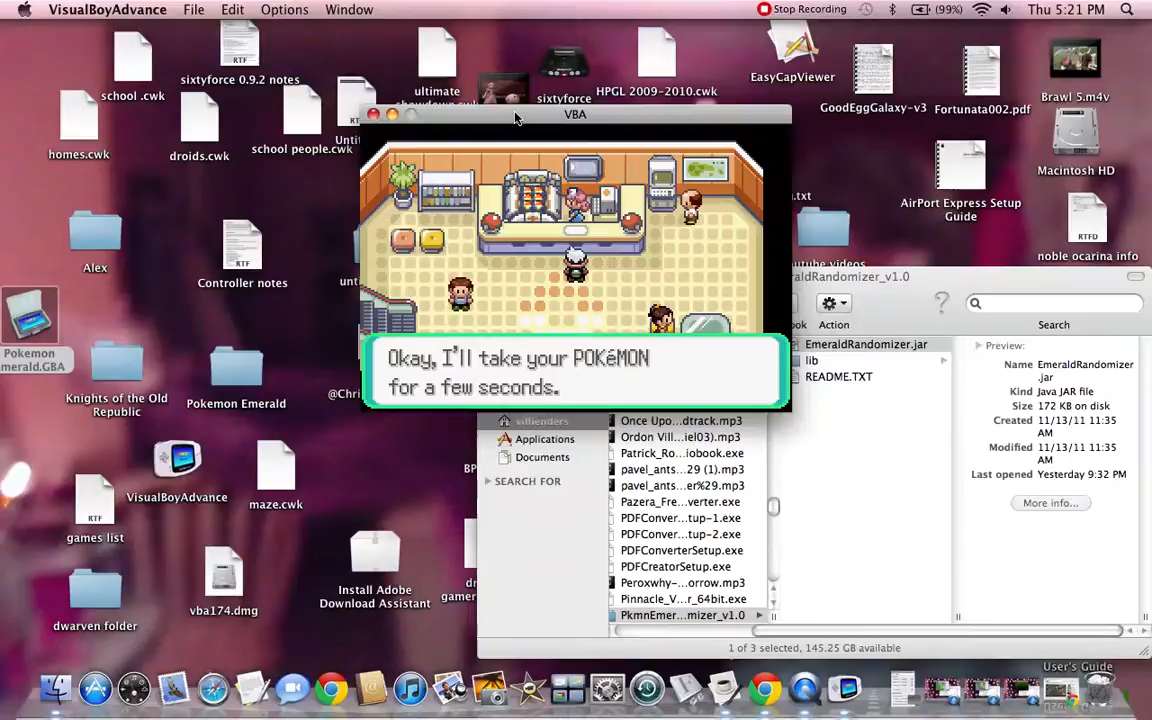 VisualBoyAdvance File Edit Options Window
Stop Recording (99%) Thu 5:21 PM
school .cwk
sixtyforce 0.9.2 notes
ultimate
sixtyforce
HPGL 2009-2010.cwk
EasyCapViewer
GoodEggGalaxy-v3
Fortunata002.pdf
Brawl 5.m4v
homes.cwk
droids.cwk
school people.cwk
VBA
Macintosh HD
.txt
AirPort Express Setup
Guide
noble ocarina info
Alex
Controller notes
Okay, I'll take your POKéMON
for a few seconds.
Pokemon
merald.GBA
Knights of the Old
Republic
Pokemon Emerald
@Chri
VisualBoyAdvance
maze.cwk
games list
vba174.dmg
Install Adobe
Download Assistant
dwarven folder
eraldRandomizer_v1.0
ook Action Search
EmeraldRandomizer.jar
lib
README.TXT
Preview:
Name EmeraldRandomizer
.jar
Kind Java JAR file
Size 172 KB on disk
Created 11/13/11 11:35
AM
Modified 11/13/11 11:35
AM
Last opened Yesterday 9:32 PM
More info...
Applications
Documents
SEARCH FOR
Once Upo...dtrack.mp3
Ordon Vill...iel03).mp3
Patrick_Ro...iobook.exe
pavel_ants...29 (1).mp3
pavel_ants...er%29.mp3
Pazera_Fre...verter.exe
PDFConver...tup-1.exe
PDFConver...tup-2.exe
PDFConverterSetup.exe
PDFCreatorSetup.exe
Peroxwhy-...orrow.mp3
Pinnacle_V...r_64bit.exe
PkmnEmer...mizer_v1.0
1 of 3 selected, 145.25 GB available
User's Guide